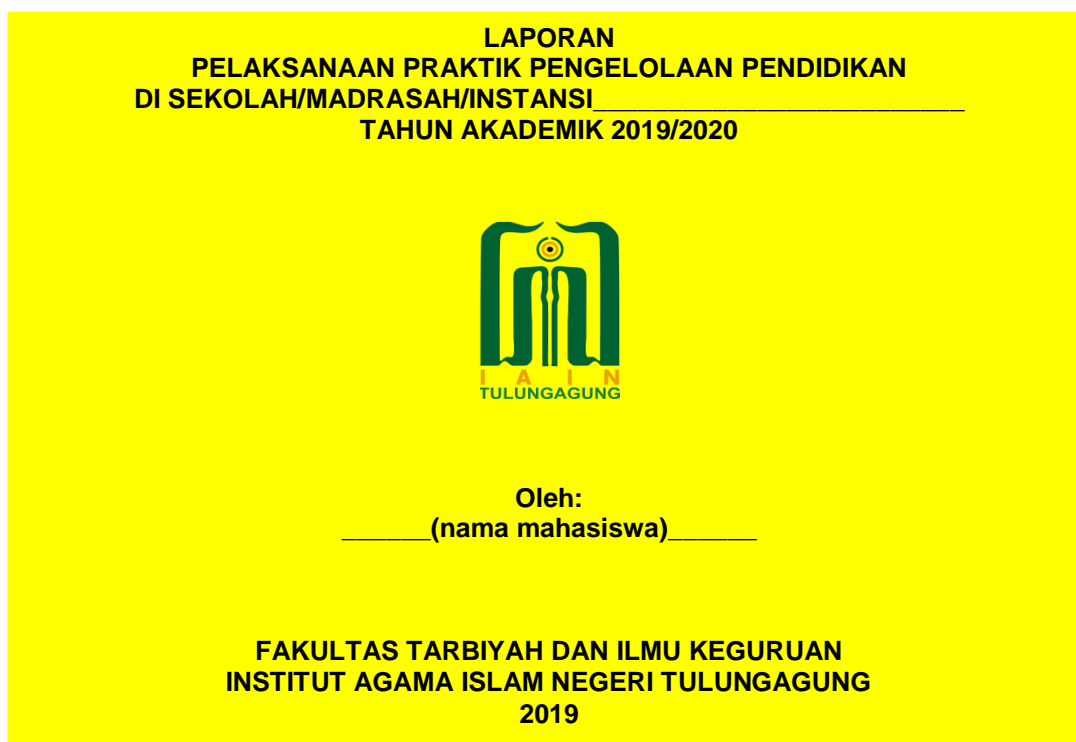 LAPORAN
PELAKSANAAN PRAKTIK PENGELOLAAN PENDIDIKAN
DI SEKOLAH/MADRASAH/INSTANSI_________________________
TAHUN AKADEMIK 2019/2020
I A I N
TULUNGAGUNG
Oleh:
______(nama mahasiswa)______
FAKULTAS TARBIYAH DAN ILMU KEGURUAN
INSTITUT AGAMA ISLAM NEGERI TULUNGAGUNG
2019